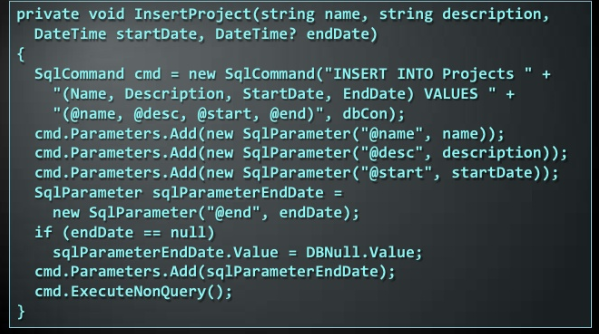 private void InsertProject(string name, string description,
DateTime startDate, DateTime? endDate)
{
SqlCommand cmd = new SqlCommand("INSERT INTO Projects " +
"(Name, Description, StartDate, EndDate) VALUES " +
"(@name, @desc, @start, @end)", dbCon);
cmd.Parameters.Add(new SqlParameter("@name", name));
cmd.Parameters.Add(new SqlParameter("@desc", description));
cmd.Parameters.Add(new SqlParameter("@start", startDate));
SqlParameter sqlParameterEndDate =
new SqlParameter("@end", endDate);
if (endDate == null)
sqlParameterEndDate.Value = DBNull.Value;
cmd.Parameters.Add(sqlParameterEndDate);
cmd.ExecuteNonQuery();
}